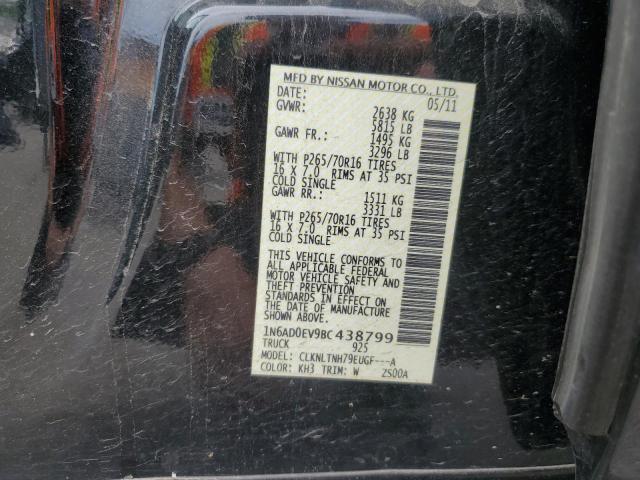 MFD BY NISSAN MOTOR CO., LTD.
DATE: 05/11
GVWR: 2638 KG
5815 LB
GAWR FR.: 1495 KG
3296 LB
WITH P265/70R16 TIRES
16 X 7.0 RIMS AT 35 PSI
COLD SINGLE
GAWR RR.: 1511 KG
3331 LB
WITH P265/70R16 TIRES
16 X 7.0 RIMS AT 35 PSI
COLD SINGLE
THIS VEHICLE CONFORMS TO
ALL APPLICABLE FEDERAL
MOTOR VEHICLE SAFETY AND
THEFT PREVENTION
STANDARDS IN EFFECT ON
THE DATE OF MANUFACTURE
SHOWN ABOVE.
1N6AD0EV9BC438799
TRUCK 925
MODEL: CLKNLTNH79EUGF---A
COLOR: KH3 TRIM: W 2S00A